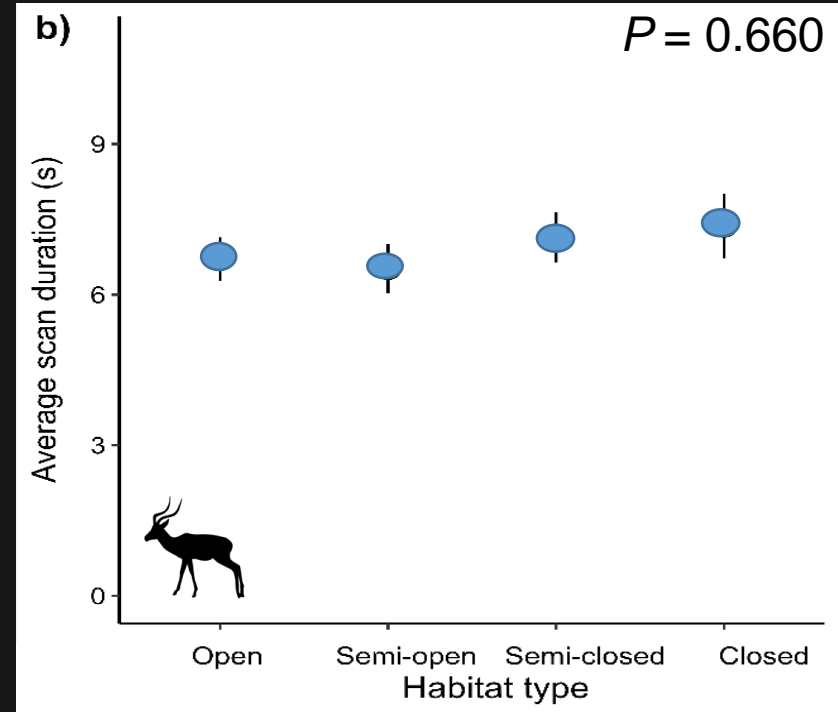 b)
P = 0.660
Average scan duration (s)
9
6
3
0
Open Semi-open Semi-closed Closed
Habitat type